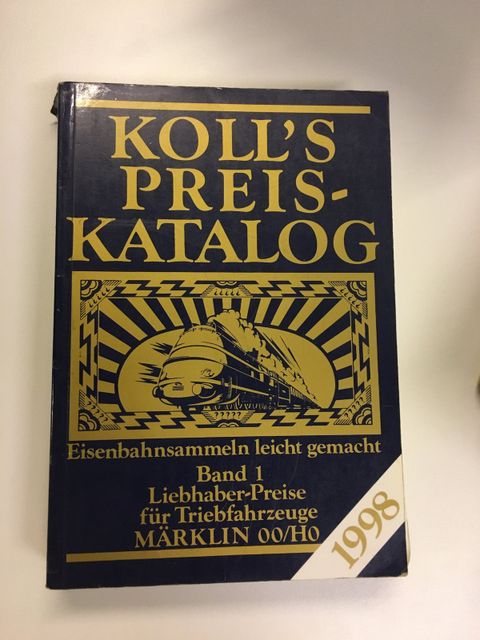 KOLL'S
PREIS-
KATALOG
Eisenbahnsammeln leicht gemacht
Band 1
Liebhaber-Preise
für Triebfahrzeuge
MÄRKLIN 00/H0
1998